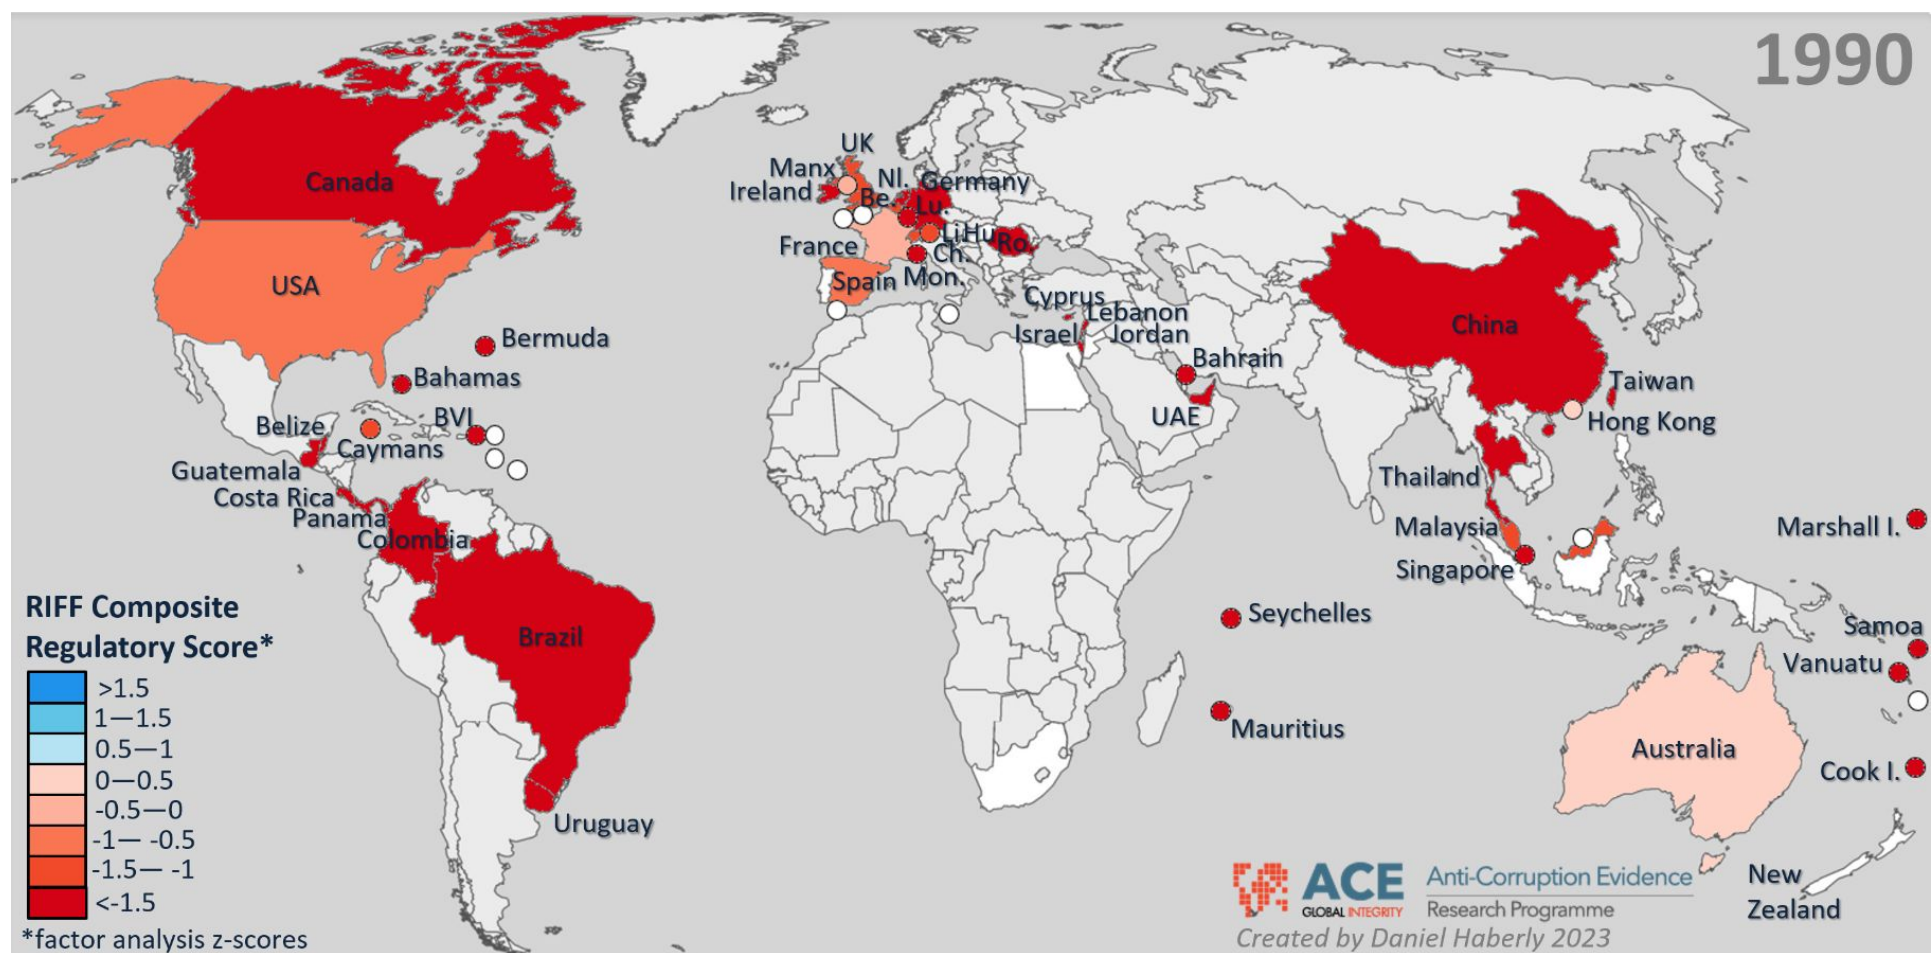 1990
UK
Manx
Nl.
Germany
Ireland
Be.
Lu.
Canada
France
Li.
Hu.
Ro.
Ch.
USA
Spain
Mon.
Cyprus
Lebanon
Israel
Jordan
China
Bermuda
Bahrain
Bahamas
Taiwan
UAE
Hong Kong
Belize
BVI
Caymans
Guatemala
Thailand
Costa Rica
Panama
Malaysia
Marshall I.
Colombia
Singapore
Seychelles
Samoa
Brazil
Vanuatu
Mauritius
Australia
Cook I.
Uruguay
New
Zealand
RIFF Composite
Regulatory Score*
>1.5
1—1.5
0.5—1
0—0.5
-0.5—0
-1— -0.5
-1.5— -1
<-1.5
*factor analysis z-scores
ACE
GLOBAL INTEGRITY
Anti-Corruption Evidence
Research Programme
Created by Daniel Haberly 2023